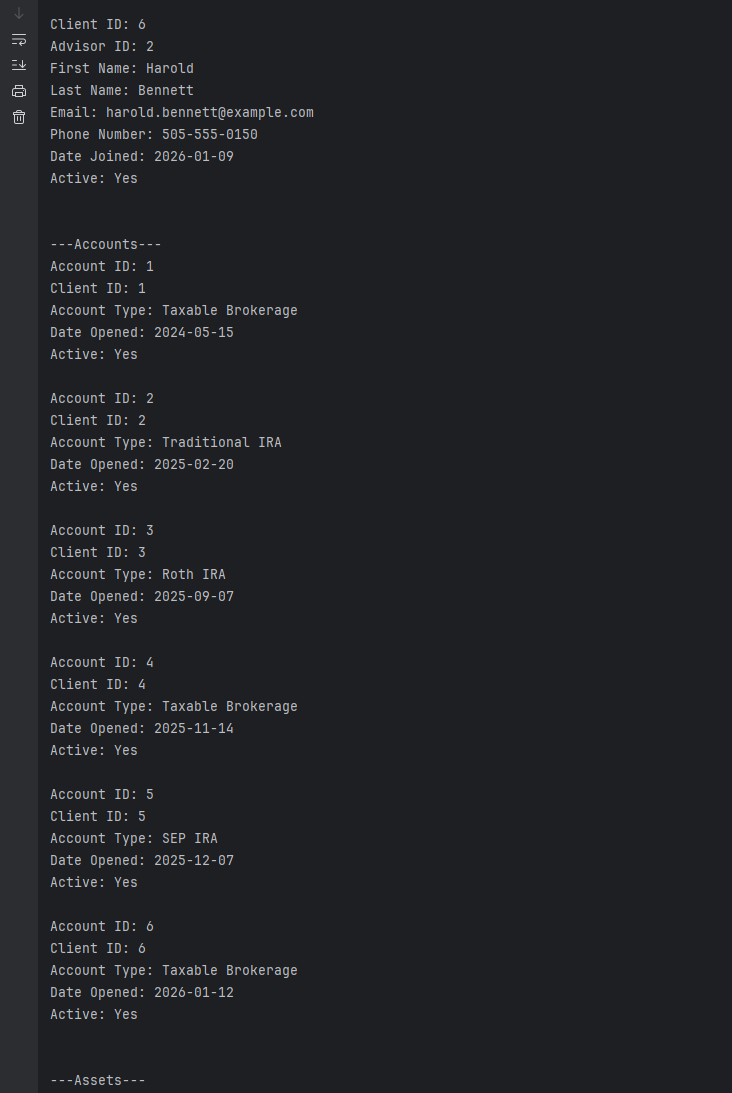 Client ID: 6
Advisor ID: 2
First Name: Harold
Last Name: Bennett
Email: harold.bennett@example.com
Phone Number: 505-555-0150
Date Joined: 2026-01-09
Active: Yes
---Accounts---
Account ID: 1
Client ID: 1
Account Type: Taxable Brokerage
Date Opened: 2024-05-15
Active: Yes
Account ID: 2
Client ID: 2
Account Type: Traditional IRA
Date Opened: 2025-02-20
Active: Yes
Account ID: 3
Client ID: 3
Account Type: Roth IRA
Date Opened: 2025-09-07
Active: Yes
Account ID: 4
Client ID: 4
Account Type: Taxable Brokerage
Date Opened: 2025-11-14
Active: Yes
Account ID: 5
Client ID: 5
Account Type: SEP IRA
Date Opened: 2025-12-07
Active: Yes
Account ID: 6
Client ID: 6
Account Type: Taxable Brokerage
Date Opened: 2026-01-12
Active: Yes
---Assets---